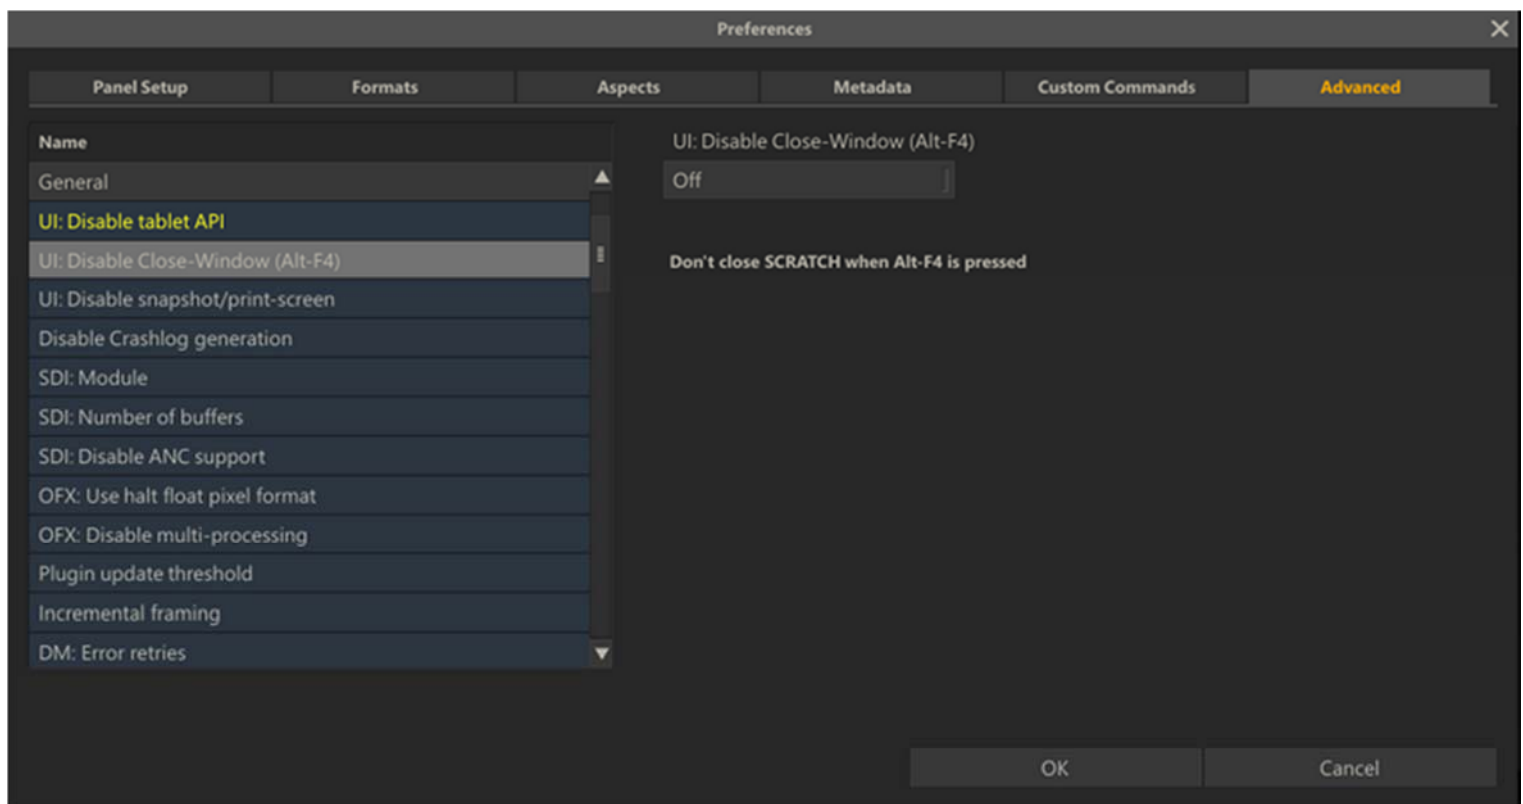 Preferences
Panel Setup Formats Aspects Metadata Custom Commands Advanced
Name
General
UI: Disable tablet API
UI: Disable Close-Window (Alt-F4)
UI: Disable snapshot/print-screen
Disable Crashlog generation
SDI: Module
SDI: Number of buffers
SDI: Disable ANC support
OFX: Use halt float pixel format
OFX: Disable multi-processing
Plugin update threshold
Incremental framing
DM: Error retries
UI: Disable Close-Window (Alt-F4)
Off
Don't close SCRATCH when Alt-F4 is pressed
OK Cancel